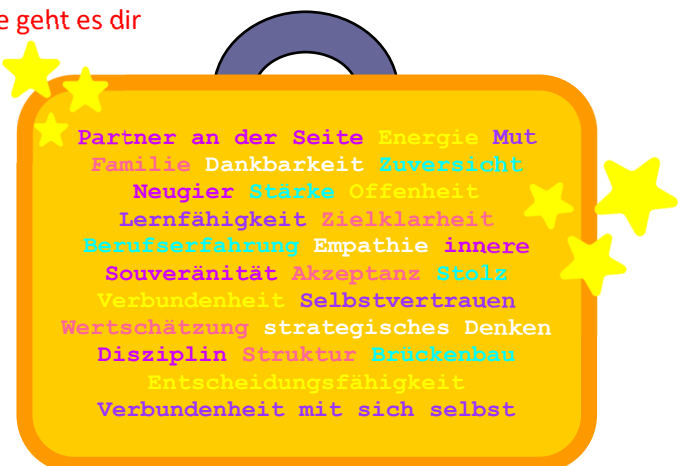 e geht es dir
Partner an der Seite Energie Mut
Familie Dankbarkeit Zuversicht
Neugier Stärke Offenheit
Lernfähigkeit Zielklarheit
Berufserfahrung Empathie innere
Souveränität Akzeptanz Stolz
Verbundenheit Selbstvertrauen
Wertschätzung strategisches Denken
Disziplin Struktur Brückenbau
Entscheidungsfähigkeit
Verbundenheit mit sich selbst